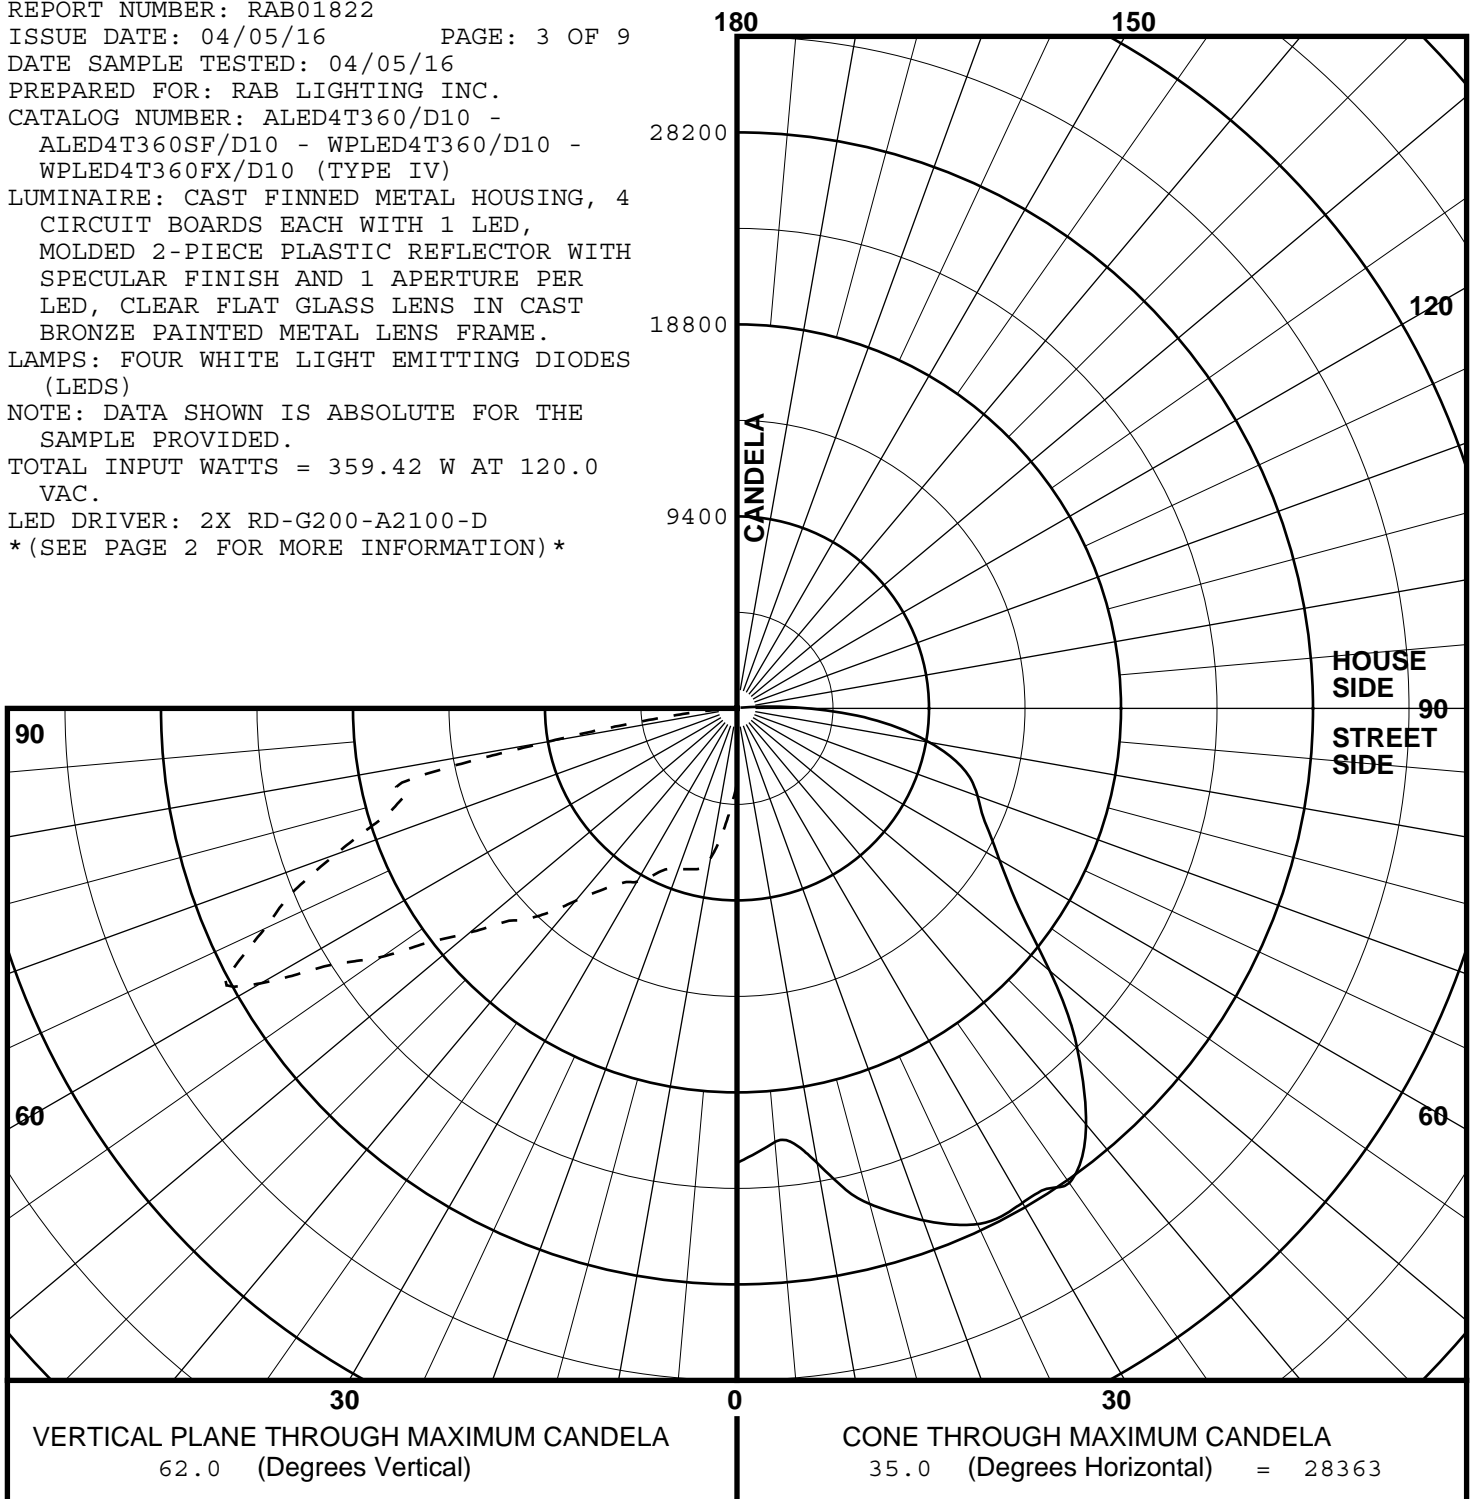 REPORT NUMBER: RAB01822
ISSUE DATE: 04/05/16 PAGE: 3 OF 9
DATE SAMPLE TESTED: 04/05/16
PREPARED FOR: RAB LIGHTING INC.
CATALOG NUMBER: ALED4T360/D10 -
ALED4T360SF/D10 - WPLED4T360/D10 -
WPLED4T360FX/D10 (TYPE IV)
LUMINAIRE: CAST FINNED METAL HOUSING, 4
CIRCUIT BOARDS EACH WITH 1 LED,
MOLDED 2-PIECE PLASTIC REFLECTOR WITH
SPECULAR FINISH AND 1 APERTURE PER
LED, CLEAR FLAT GLASS LENS IN CAST
BRONZE PAINTED METAL LENS FRAME.
LAMPS: FOUR WHITE LIGHT EMITTING DIODES
(LEDS)
NOTE: DATA SHOWN IS ABSOLUTE FOR THE
SAMPLE PROVIDED.
TOTAL INPUT WATTS = 359.42 W AT 120.0
VAC.
LED DRIVER: 2X RD-G200-A2100-D
*(SEE PAGE 2 FOR MORE INFORMATION)*
180
150
28200
120
18800
CANDELA
9400
HOUSE
SIDE
90
90
STREET
SIDE
60
60
30
0
30
VERTICAL PLANE THROUGH MAXIMUM CANDELA
62.0 (Degrees Vertical)
CONE THROUGH MAXIMUM CANDELA
35.0 (Degrees Horizontal) = 28363